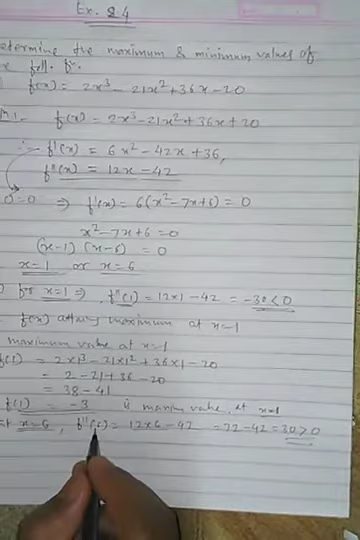 Ex. 2.4
Determine the maximum & minimum values of
foll. fn.
f(x) = 2x³ - 21x² + 36x - 20
f(x) = 2x³ - 21x² + 36x + 20
∴ f'(x) = 6x² - 42x + 36,
f''(x) = 12x - 42
=0 ⇒ f'(x) = 6(x² - 7x + 6) = 0
x² - 7x + 6 = 0
(x-1) (x-6) = 0
x = 1 or x = 6
for x = 1 ⇒ f''(1) = 12x1 - 42 = -30 < 0
f(x) attains maximum at x=1
maximum value at x=1
f(1) = 2x1³ - 21x1² + 36x1 - 20
= 2 - 21 + 36 - 20
= 38 - 41
f(1) = -3 is maximum value at x=1
x=6, f''(6) = 12x6 - 42 = 72 - 42 = 30 > 0